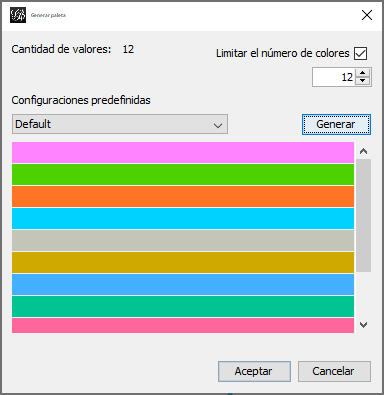 Generar paleta
Cantidad de valores: 12
Limitar el número de colores
12
Configuraciones predefinidas
Default
Generar
Aceptar
Cancelar